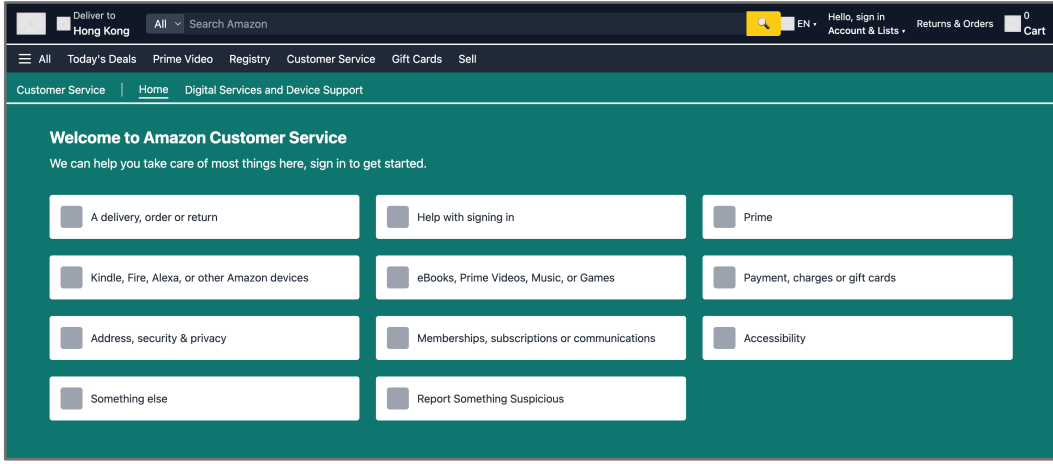 Deliver to
Hong Kong
All
Search Amazon
EN
Hello, sign in
Account & Lists
Returns & Orders
0
Cart
All
Today's Deals
Prime Video
Registry
Customer Service
Gift Cards
Sell
Customer Service
Home
Digital Services and Device Support
Welcome to Amazon Customer Service
We can help you take care of most things here, sign in to get started.
A delivery, order or return
Help with signing in
Prime
Kindle, Fire, Alexa, or other Amazon devices
eBooks, Prime Videos, Music, or Games
Payment, charges or gift cards
Address, security & privacy
Memberships, subscriptions or communications
Accessibility
Something else
Report Something Suspicious